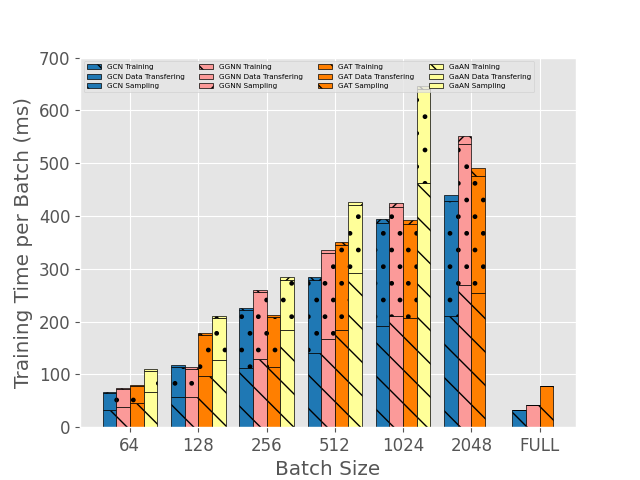 GCN Training GGNN Training GAT Training GaAN Training
GCN Data Transfering GGNN Data Transfering GAT Data Transfering GaAN Data Transfering
GCN Sampling GGNN Sampling GAT Sampling GaAN Sampling
700
600
500
400
300
200
100
0
Training Time per Batch (ms)
64 128 256 512 1024 2048 FULL
Batch Size